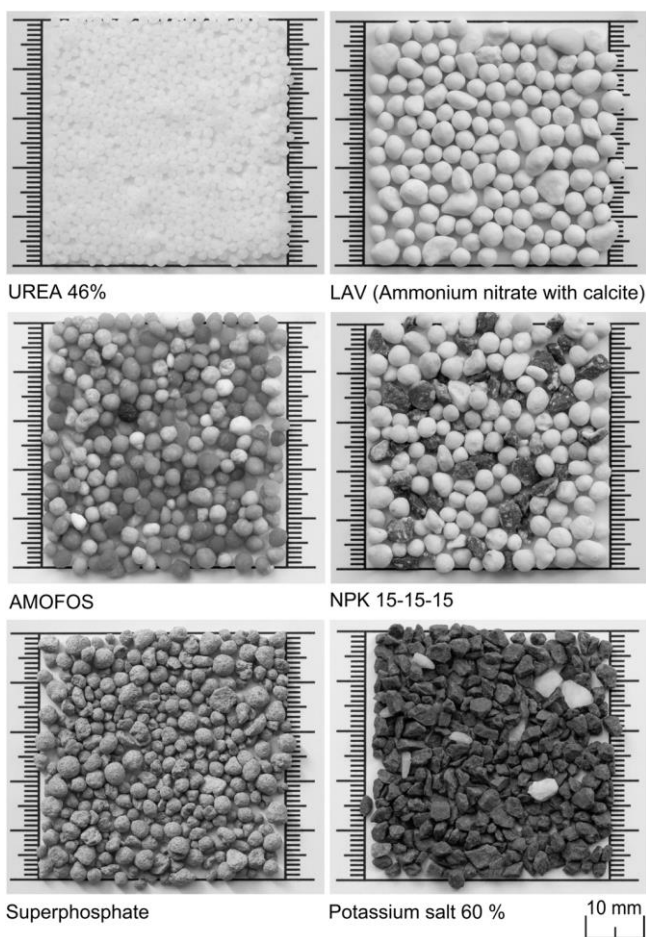 UREA 46%
LAV (Ammonium nitrate with calcite)
AMOFOS
NPK 15-15-15
Superphosphate
Potassium salt 60 %
10 mm